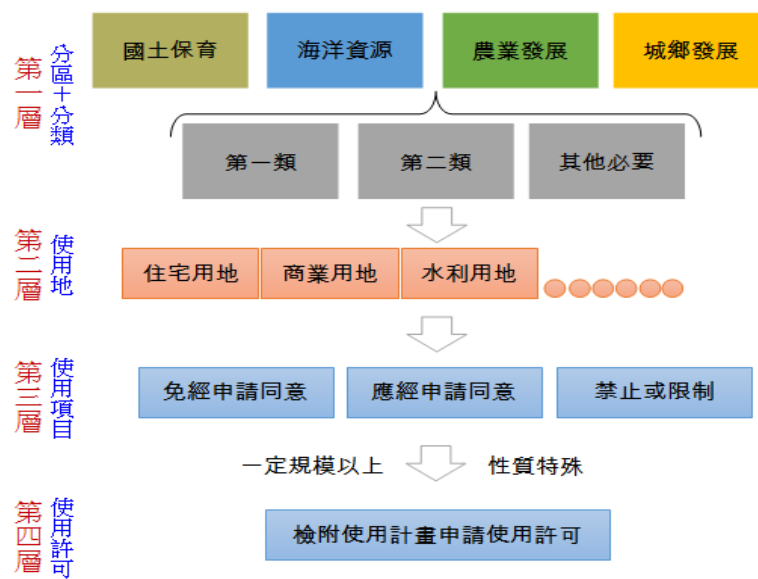 第一層
分區＋分類
國土保育
海洋資源
農業發展
城鄉發展
第一類
第二類
其他必要
第二層
使用地
住宅用地
商業用地
水利用地
第三層
使用項目
免經申請同意
應經申請同意
禁止或限制
一定規模以上
性質特殊
第四層
使用許可
檢附使用計畫申請使用許可